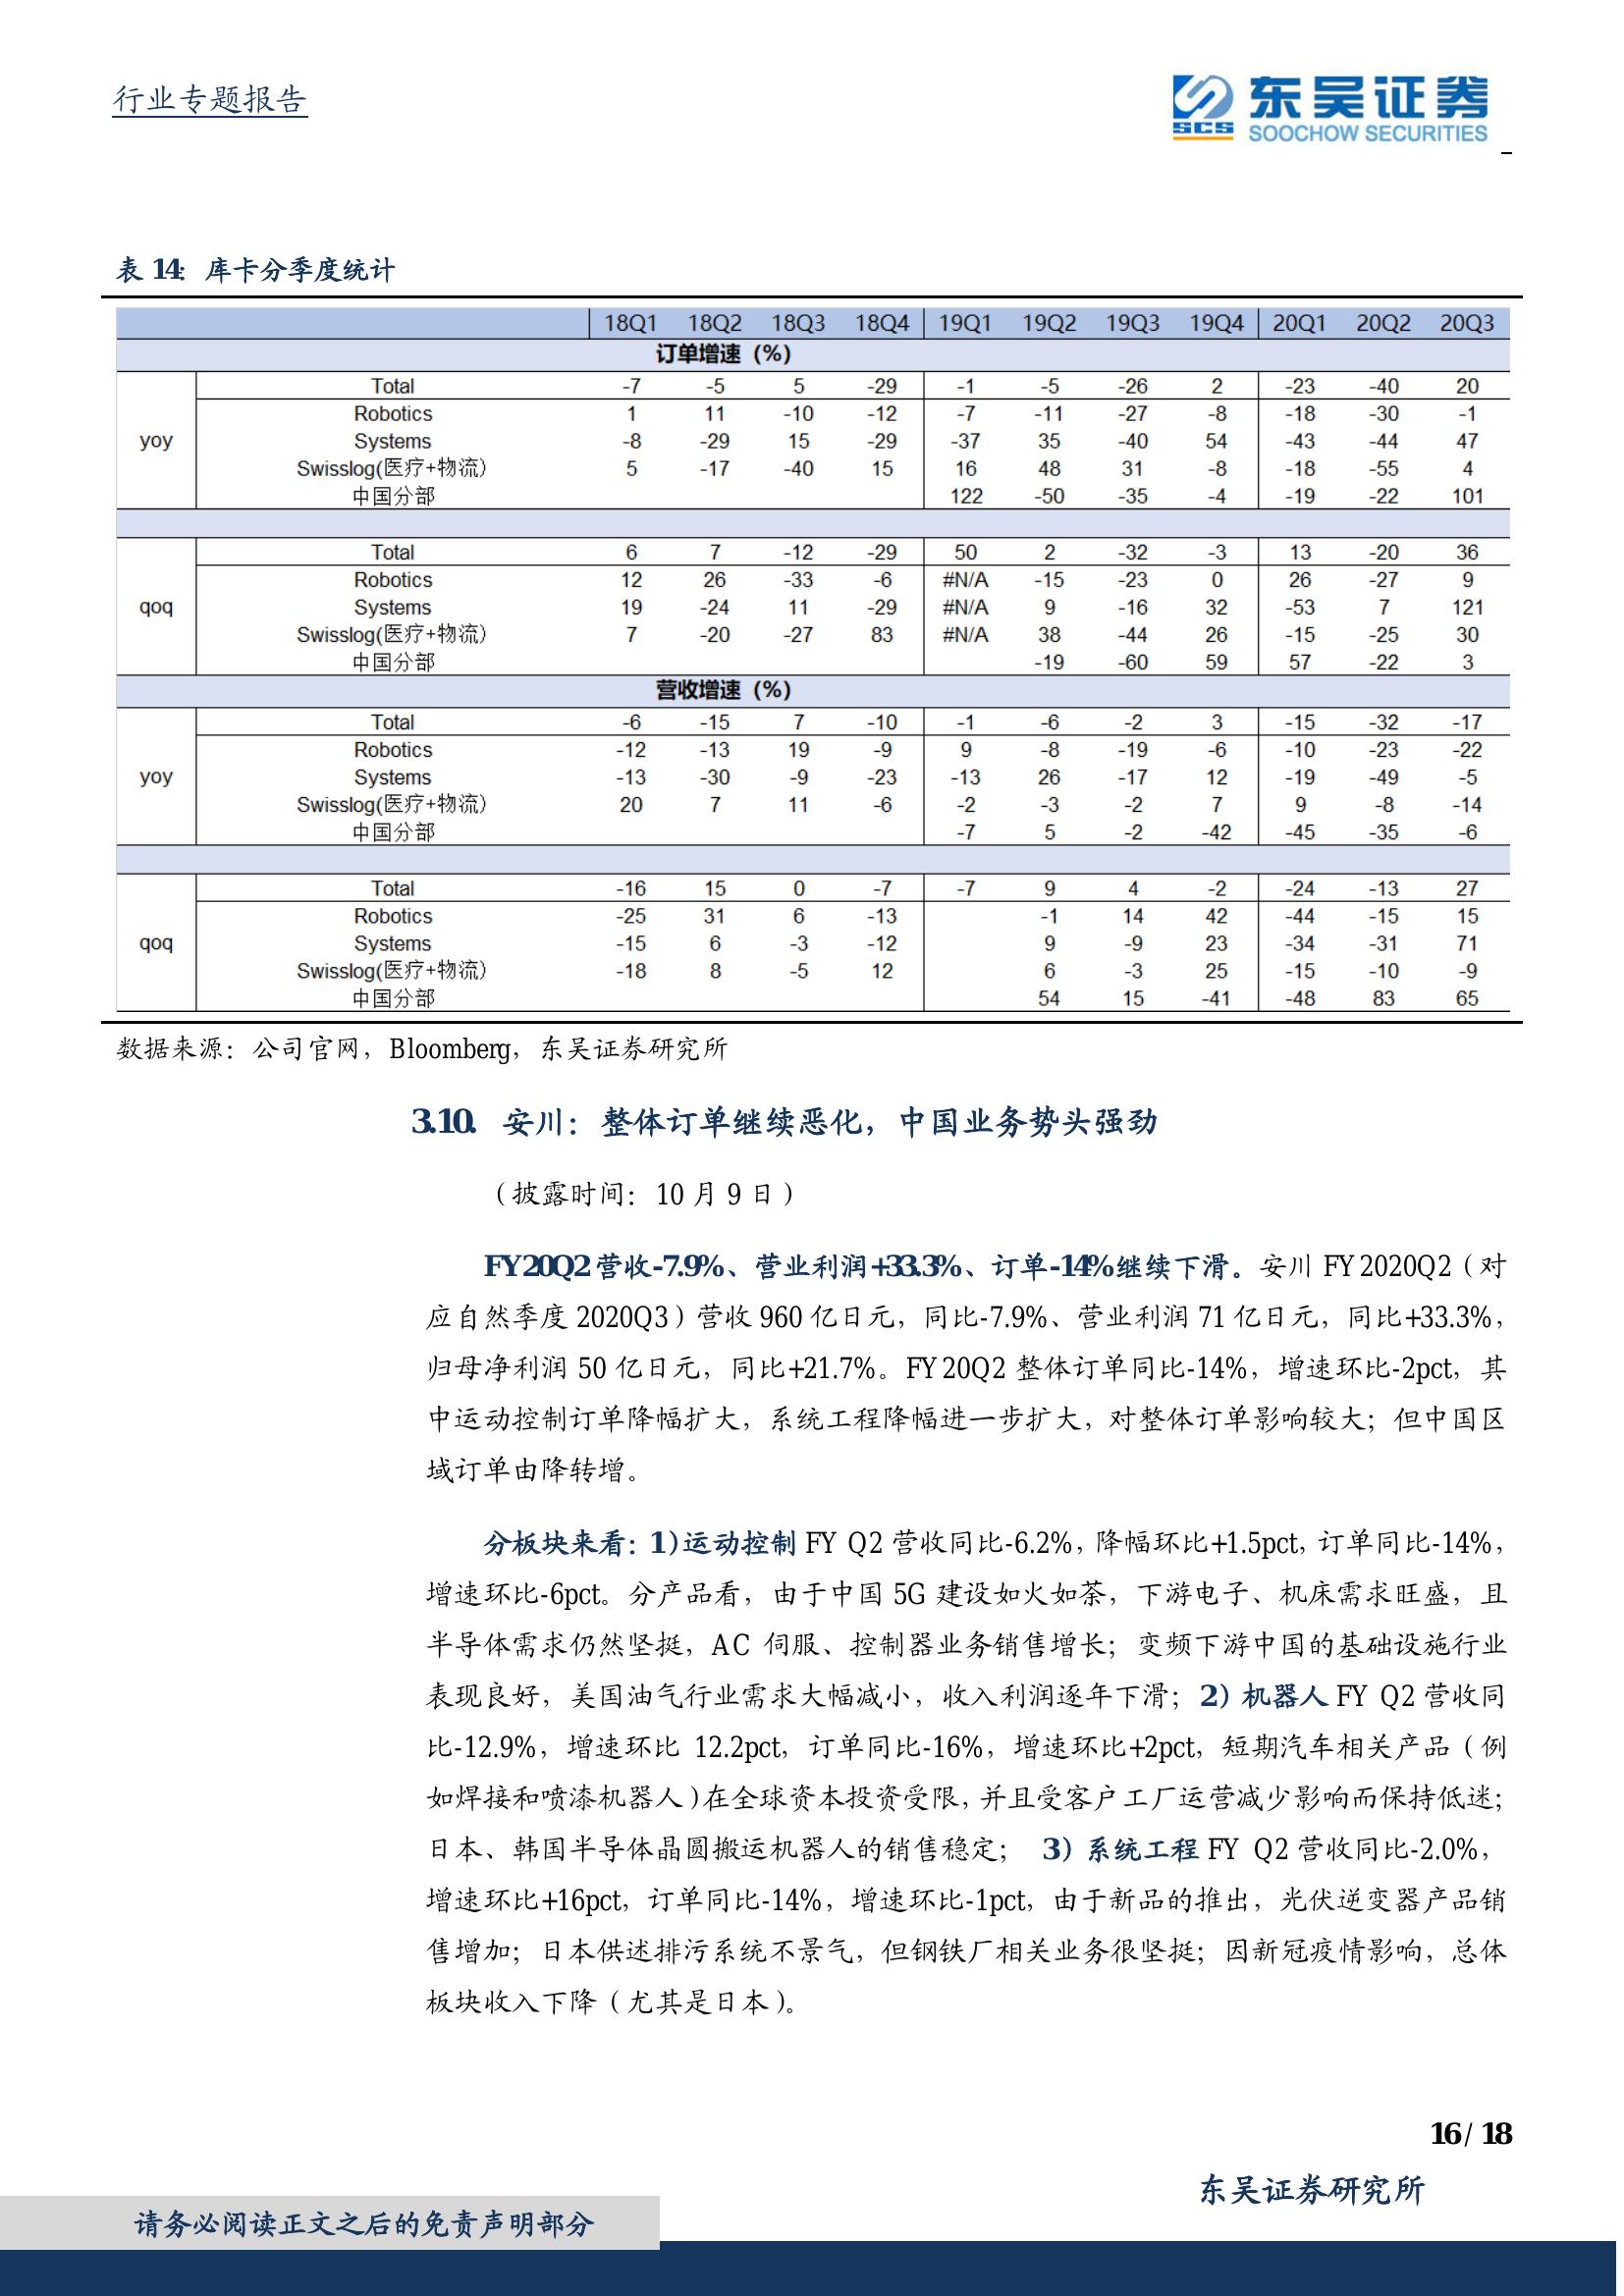 行业专题报告
SCS 东吴证券
SOOCHOW SECURITIES
表 14: 库卡分季度统计
18Q1 18Q2 18Q3 18Q4 19Q1 19Q2 19Q3 19Q4 20Q1 20Q2 20Q3
订单增速（%）
Total -7 -5 5 -29 -1 -5 -26 2 -23 -40 20
Robotics 1 11 -10 -12 -7 -11 -27 -8 -18 -30 -1
yoy Systems -8 -29 15 -29 -37 35 -40 54 -43 -44 47
Swisslog(医疗+物流) 5 -17 -40 15 16 48 31 -8 -18 -55 4
中国分部 122 -50 -35 -4 -19 -22 101
Total 6 7 -12 -29 50 2 -32 -3 13 -20 36
Robotics 12 26 -33 -6 #N/A -15 -23 0 26 -27 9
qoq Systems 19 -24 11 -29 #N/A 9 -16 32 -53 7 121
Swisslog(医疗+物流) 7 -20 -27 83 #N/A 38 -44 26 -15 -25 30
中国分部 -19 -60 59 57 -22 3
营收增速（%）
Total -6 -15 7 -10 -1 -6 -2 3 -15 -32 -17
Robotics -12 -13 19 -9 9 -8 -19 -6 -10 -23 -22
yoy Systems -13 -30 -9 -23 -13 26 -17 12 -19 -49 -5
Swisslog(医疗+物流) 20 7 11 -6 -2 -3 -2 7 9 -8 -14
中国分部 -7 5 -2 -42 -45 -35 -6
Total -16 15 0 -7 -7 9 4 -2 -24 -13 27
Robotics -25 31 6 -13 -1 14 42 -44 -15 15
qoq Systems -15 6 -3 -12 9 -9 23 -34 -31 71
Swisslog(医疗+物流) -18 8 -5 12 6 -3 25 -15 -10 -9
中国分部 54 15 -41 -48 83 65
数据来源：公司官网，Bloomberg，东吴证券研究所
3.10. 安川：整体订单继续恶化，中国业务势头强劲
（披露时间：10 月 9 日）
FY20Q2 营收-7.9%、营业利润+33.3%、订单-14%继续下滑。安川 FY2020Q2（对
应自然季度 2020Q3）营收 960 亿日元，同比-7.9%、营业利润 71 亿日元，同比+33.3%，
归母净利润 50 亿日元，同比+21.7%。FY20Q2 整体订单同比-14%，增速环比-2pct，其
中运动控制订单降幅扩大，系统工程降幅进一步扩大，对整体订单影响较大；但中国区
域订单由降转增。
分板块来看：1)运动控制 FY Q2 营收同比-6.2%，降幅环比+1.5pct，订单同比-14%，
增速环比-6pct。分产品看，由于中国 5G 建设如火如荼，下游电子、机床需求旺盛，且
半导体需求仍然坚挺，AC 伺服、控制器业务销售增长；变频下游中国的基础设施行业
表现良好，美国油气行业需求大幅减小，收入利润逐年下滑；2）机器人 FY Q2 营收同
比-12.9%，增速环比 12.2pct，订单同比-16%，增速环比+2pct，短期汽车相关产品（例
如焊接和喷漆机器人)在全球资本投资受限，并且受客户工厂运营减少影响而保持低迷；
日本、韩国半导体晶圆搬运机器人的销售稳定； 3）系统工程 FY Q2 营收同比-2.0%，
增速环比+16pct，订单同比-14%，增速环比-1pct，由于新品的推出，光伏逆变器产品销
售增加；日本供述排污系统不景气，但钢铁厂相关业务很坚挺；因新冠疫情影响，总体
板块收入下降（尤其是日本）。
16 / 18
东吴证券研究所
请务必阅读正文之后的免责声明部分